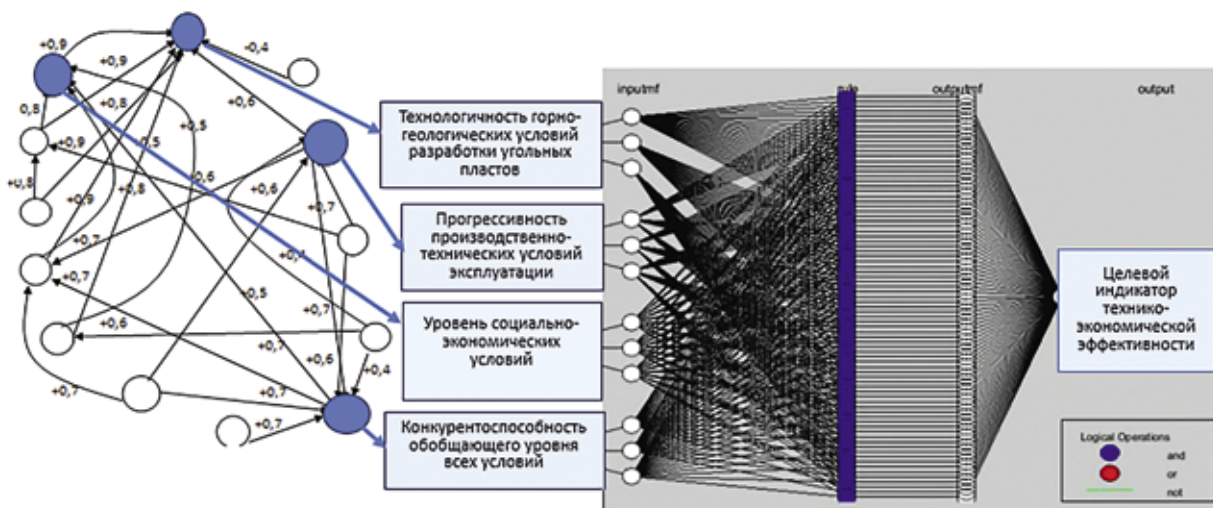 +0,9
-0,4
+0,9
0,8
+0,8
+0,6
+0,5
+0,9
0,5
+0,8
+0,8
+0,6
+0,6
+0,7
+0,9
+0,7
+0,7
+0,5
+0,7
+0,6
+0,7
+0,6
+0,4
+0,7
+0,7
+0,7
Технологичность горно-
геологических условий
разработки угольных
пластов
Прогрессивность
производственно-
технических условий
эксплуатации
Уровень социально-
экономических
условий
Конкурентоспособность
обобщающего уровня
всех условий
inputmf
rule
outputmf
output
Целевой
индикатор
технико-
экономической
эффективности
Logical Operations
and
or
not